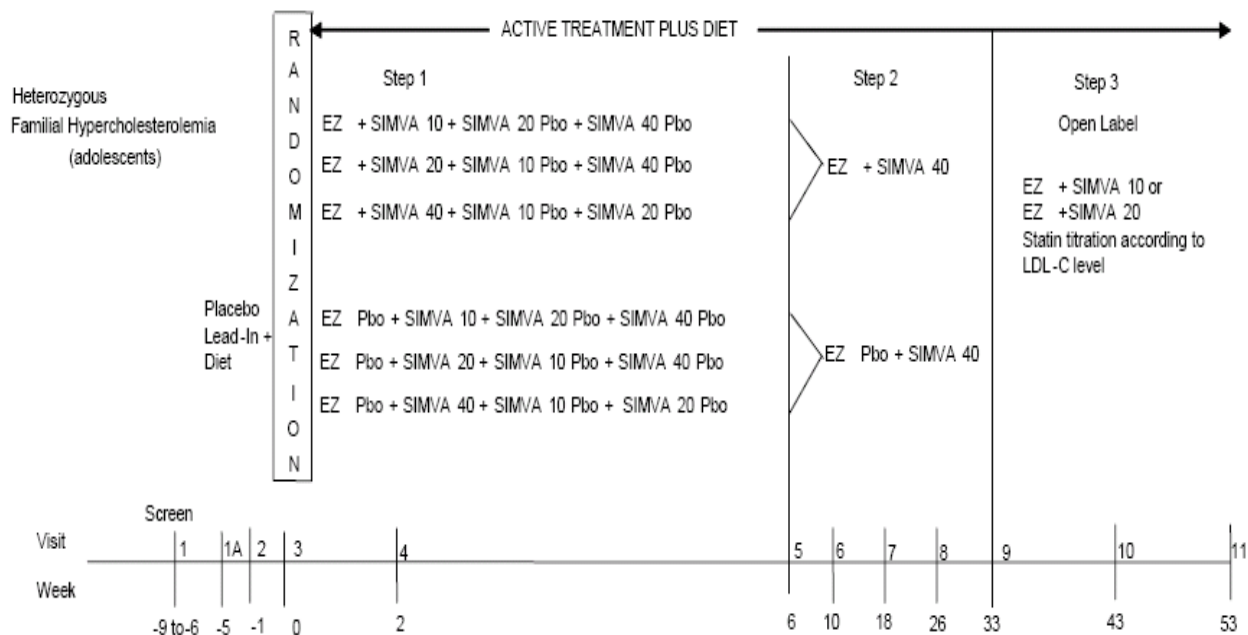 ACTIVE TREATMENT PLUS DIET
RANDOMIZATION
Heterozygous
Familial Hypercholesterolemia
(adolescents)
Placebo
Lead-In +
Diet
Step 1
EZ + SIMVA 10 + SIMVA 20 Pbo + SIMVA 40 Pbo
EZ + SIMVA 20 + SIMVA 10 Pbo + SIMVA 40 Pbo
EZ + SIMVA 40 + SIMVA 10 Pbo + SIMVA 20 Pbo
EZ Pbo + SIMVA 10 + SIMVA 20 Pbo + SIMVA 40 Pbo
EZ Pbo + SIMVA 20 + SIMVA 10 Pbo + SIMVA 40 Pbo
EZ Pbo + SIMVA 40 + SIMVA 10 Pbo + SIMVA 20 Pbo
Step 2
EZ + SIMVA 40
EZ Pbo + SIMVA 40
Step 3
Open Label
EZ + SIMVA 10 or
EZ +SIMVA 20
Statin titration according to
LDL-C level
Screen
Visit 1 1A 2 3 4 5 6 7 8 9 10 11
Week
-9 to-6 -5 -1 0 2 6 10 18 26 33 43 53